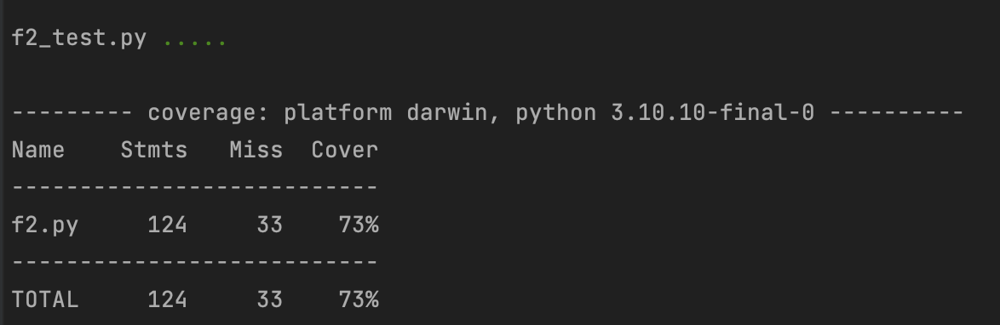 f2_test.py .....
--------- coverage: platform darwin, python 3.10.10-final-0 ----------
Name    Stmts   Miss  Cover
---------------------------
f2.py     124     33    73%
---------------------------
TOTAL     124     33    73%